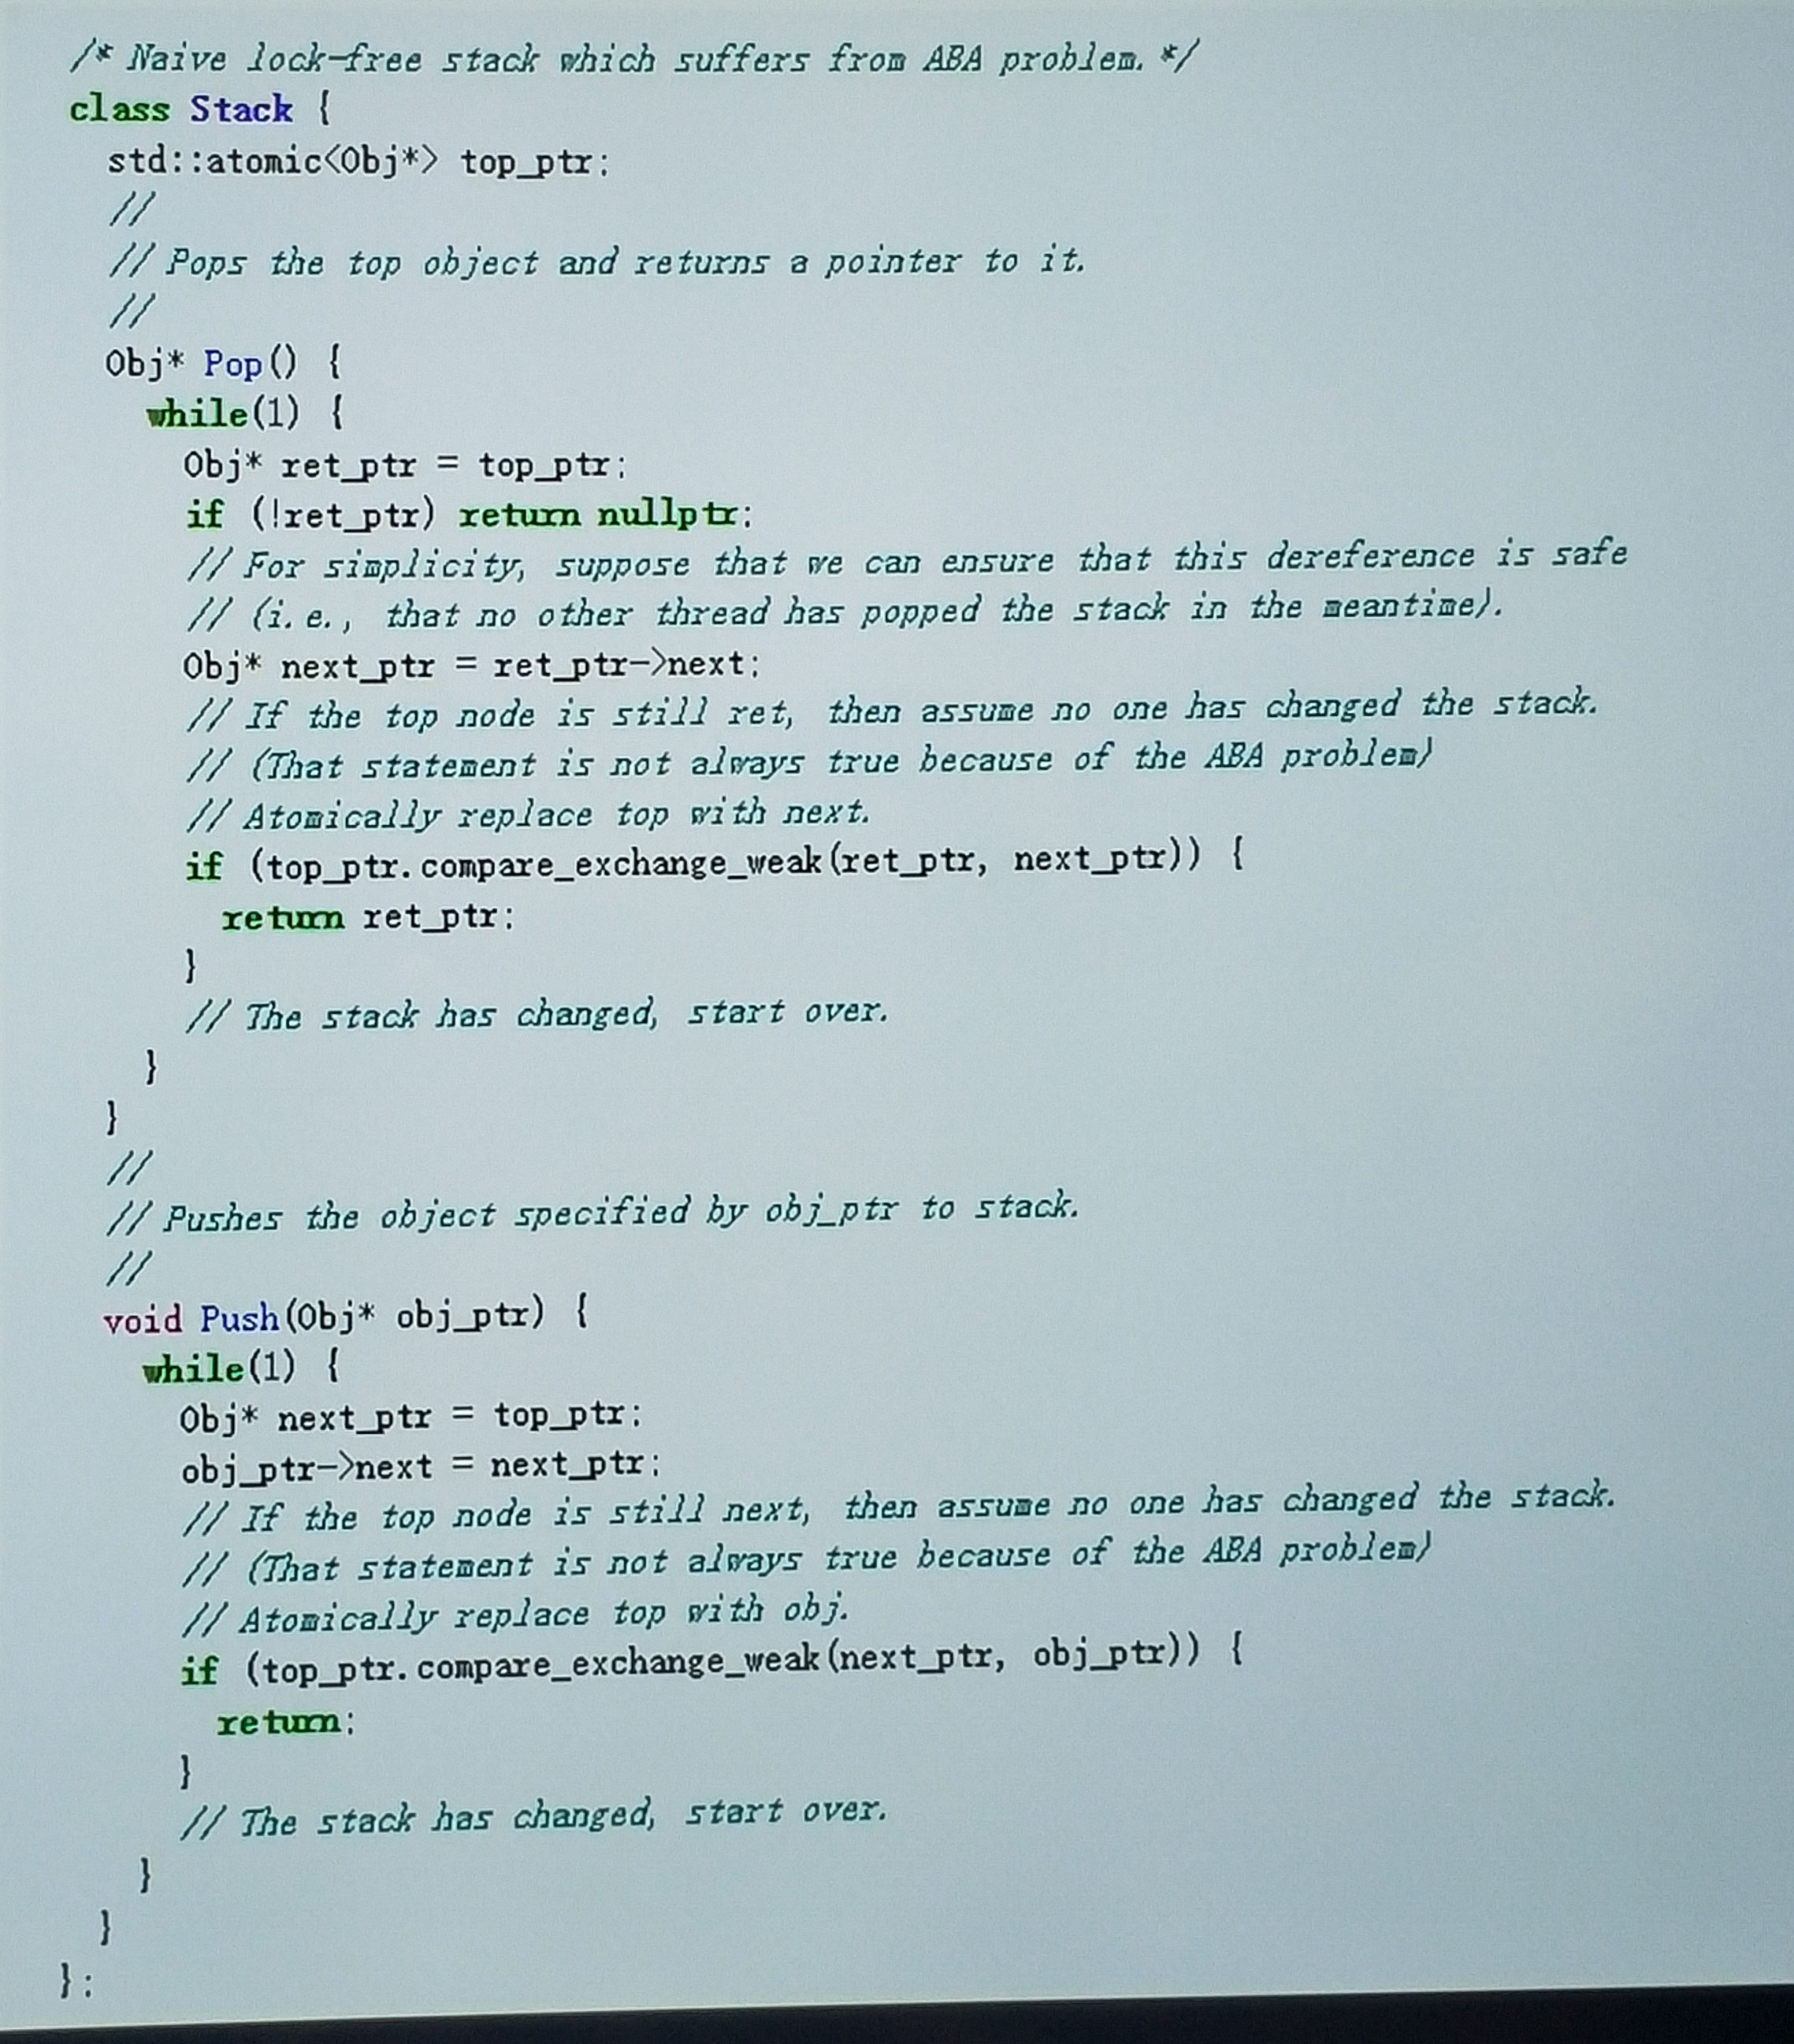 /* Naive lock-free stack which suffers from ABA problem. */
class Stack {
std::atomic<Obj*> top_ptr;
//
// Pops the top object and returns a pointer to it.
//
Obj* Pop() {
while(1) {
Obj* ret_ptr = top_ptr;
if (!ret_ptr) return nullptr;
// For simplicity, suppose that we can ensure that this dereference is safe
// (i.e., that no other thread has popped the stack in the meantime).
Obj* next_ptr = ret_ptr->next;
// If the top node is still ret, then assume no one has changed the stack.
// (That statement is not always true because of the ABA problem)
// Atomically replace top with next.
if (top_ptr.compare_exchange_weak(ret_ptr, next_ptr)) {
return ret_ptr;
}
// The stack has changed, start over.
}
}
//
// Pushes the object specified by obj_ptr to stack.
//
void Push(Obj* obj_ptr) {
while(1) {
Obj* next_ptr = top_ptr;
obj_ptr->next = next_ptr;
// If the top node is still next, then assume no one has changed the stack.
// (That statement is not always true because of the ABA problem)
// Atomically replace top with obj.
if (top_ptr.compare_exchange_weak(next_ptr, obj_ptr)) {
return;
}
// The stack has changed, start over.
}
}
};